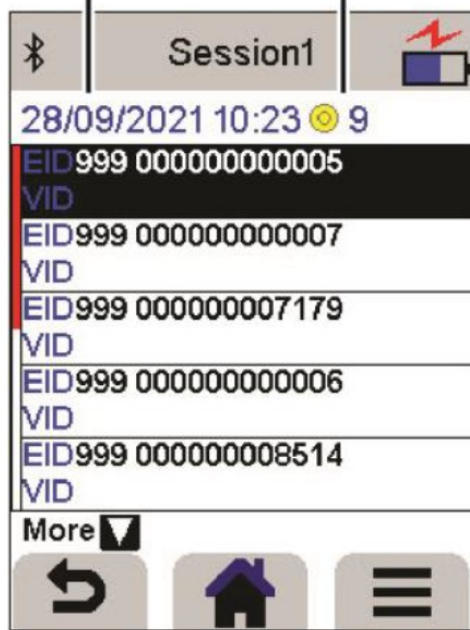 Session1
28/09/2021 10:23 9
EID999 000000000005
VID
EID999 000000000007
VID
EID999 000000007179
VID
EID999 000000000006
VID
EID999 000000008514
VID
More